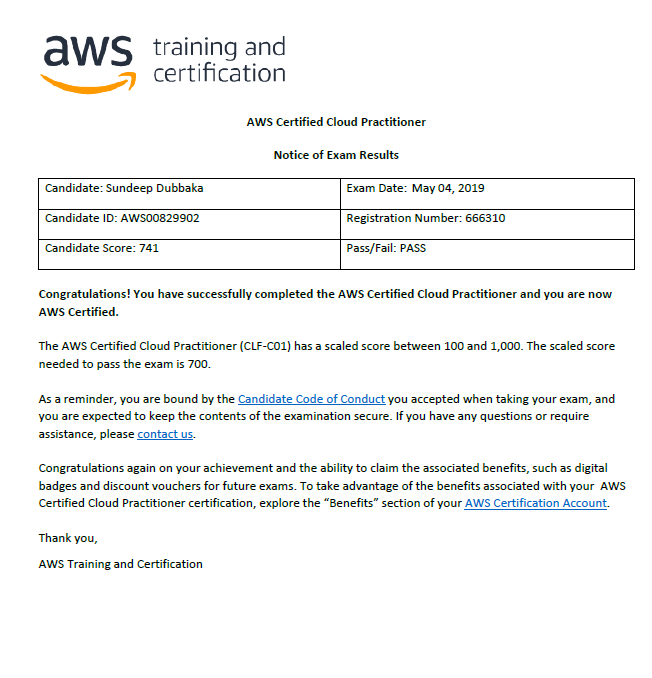 aws training and
certification
AWS Certified Cloud Practitioner
Notice of Exam Results
Candidate: Sundeep Dubbaka
Exam Date: May 04, 2019
Candidate ID: AWS00829902
Registration Number: 666310
Candidate Score: 741
Pass/Fail: PASS
Congratulations! You have successfully completed the AWS Certified Cloud Practitioner and you are now
AWS Certified.
The AWS Certified Cloud Practitioner (CLF-C01) has a scaled score between 100 and 1,000. The scaled score
needed to pass the exam is 700.
As a reminder, you are bound by the Candidate Code of Conduct you accepted when taking your exam, and
you are expected to keep the contents of the examination secure. If you have any questions or require
assistance, please contact us.
Congratulations again on your achievement and the ability to claim the associated benefits, such as digital
badges and discount vouchers for future exams. To take advantage of the benefits associated with your AWS
Certified Cloud Practitioner certification, explore the “Benefits” section of your AWS Certification Account.
Thank you,
AWS Training and Certification